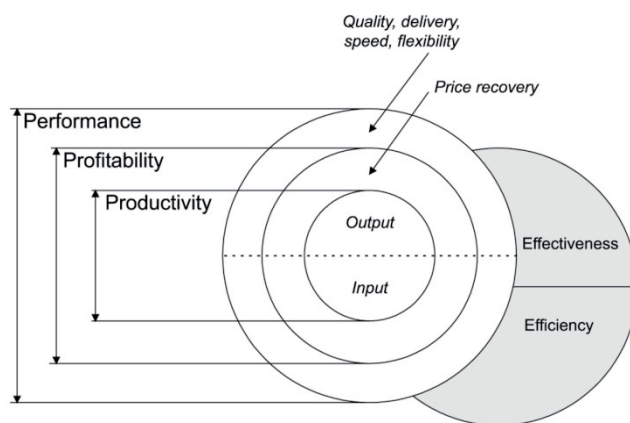 Quality, delivery,
speed, flexibility
Price recovery
Performance
Profitability
Productivity
Output
Input
Effectiveness
Efficiency